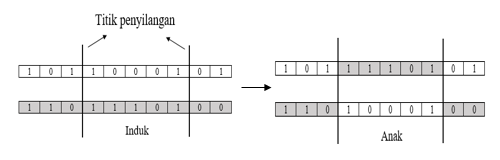 Titik penyilangan
1 0 1 1 0 0 0 1 0 1
1 1 0 1 1 1 0 1 0 0
Induk
1 0 1 1 1 1 0 1 0 1
1 1 0 1 0 0 0 1 0 0
Anak